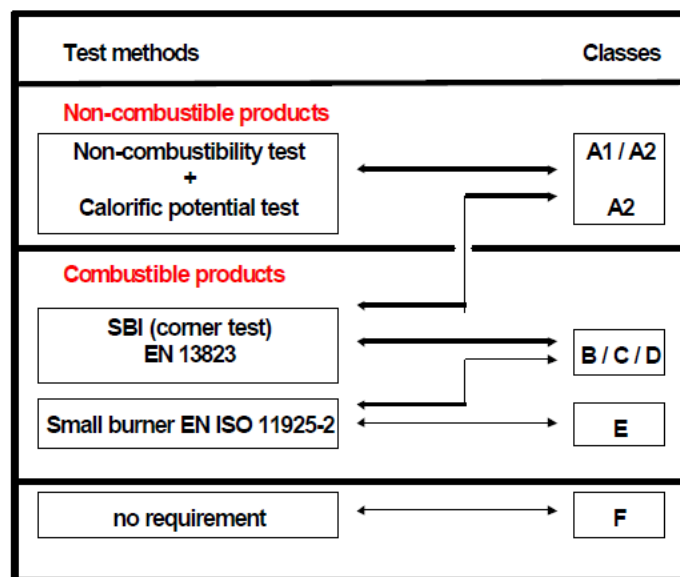 Test methods
Classes
Non-combustible products
Non-combustibility test
+
Calorific potential test
A1 / A2
A2
Combustible products
SBI (corner test)
EN 13823
B / C / D
Small burner EN ISO 11925-2
E
no requirement
F